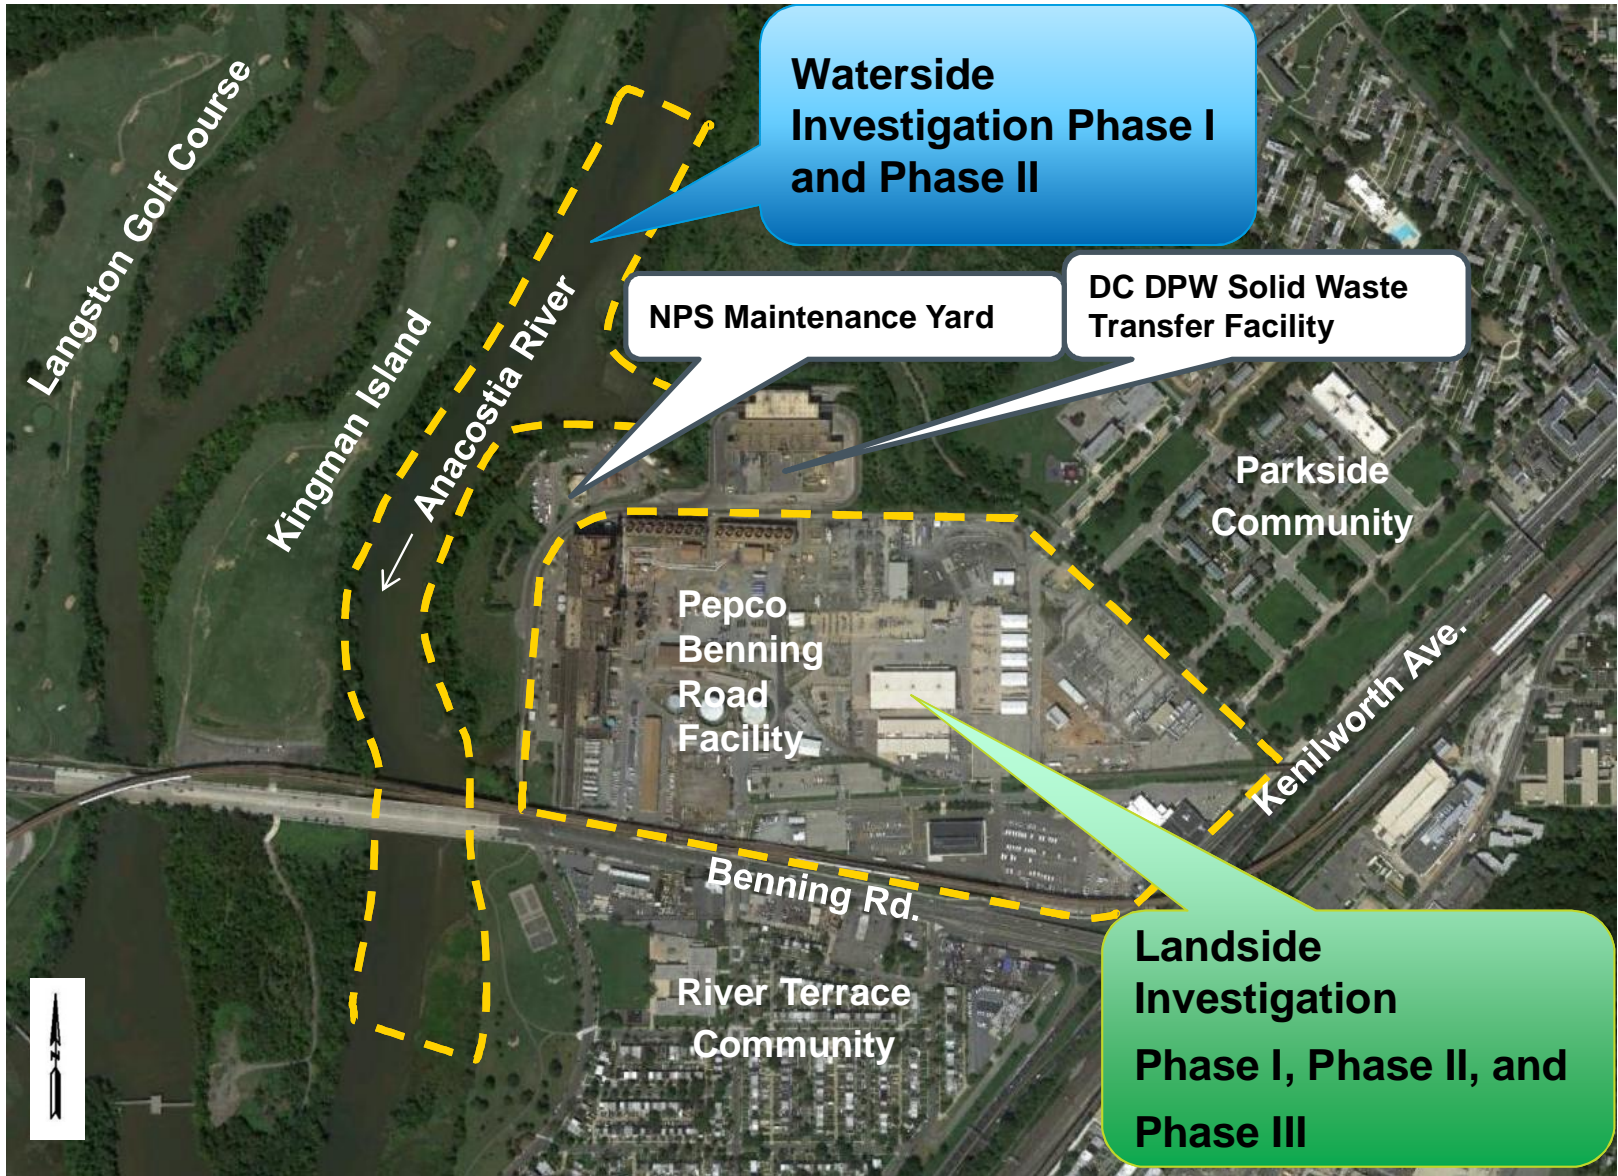 Waterside
Investigation Phase I
and Phase II
NPS Maintenance Yard
DC DPW Solid Waste
Transfer Facility
Langston Golf Course
Kingman Island
Anacostia River
Parkside
Community
Pepco
Benning
Road
Facility
Kenilworth Ave.
Benning Rd.
River Terrace
Community
Landside
Investigation
Phase I, Phase II, and
Phase III
N